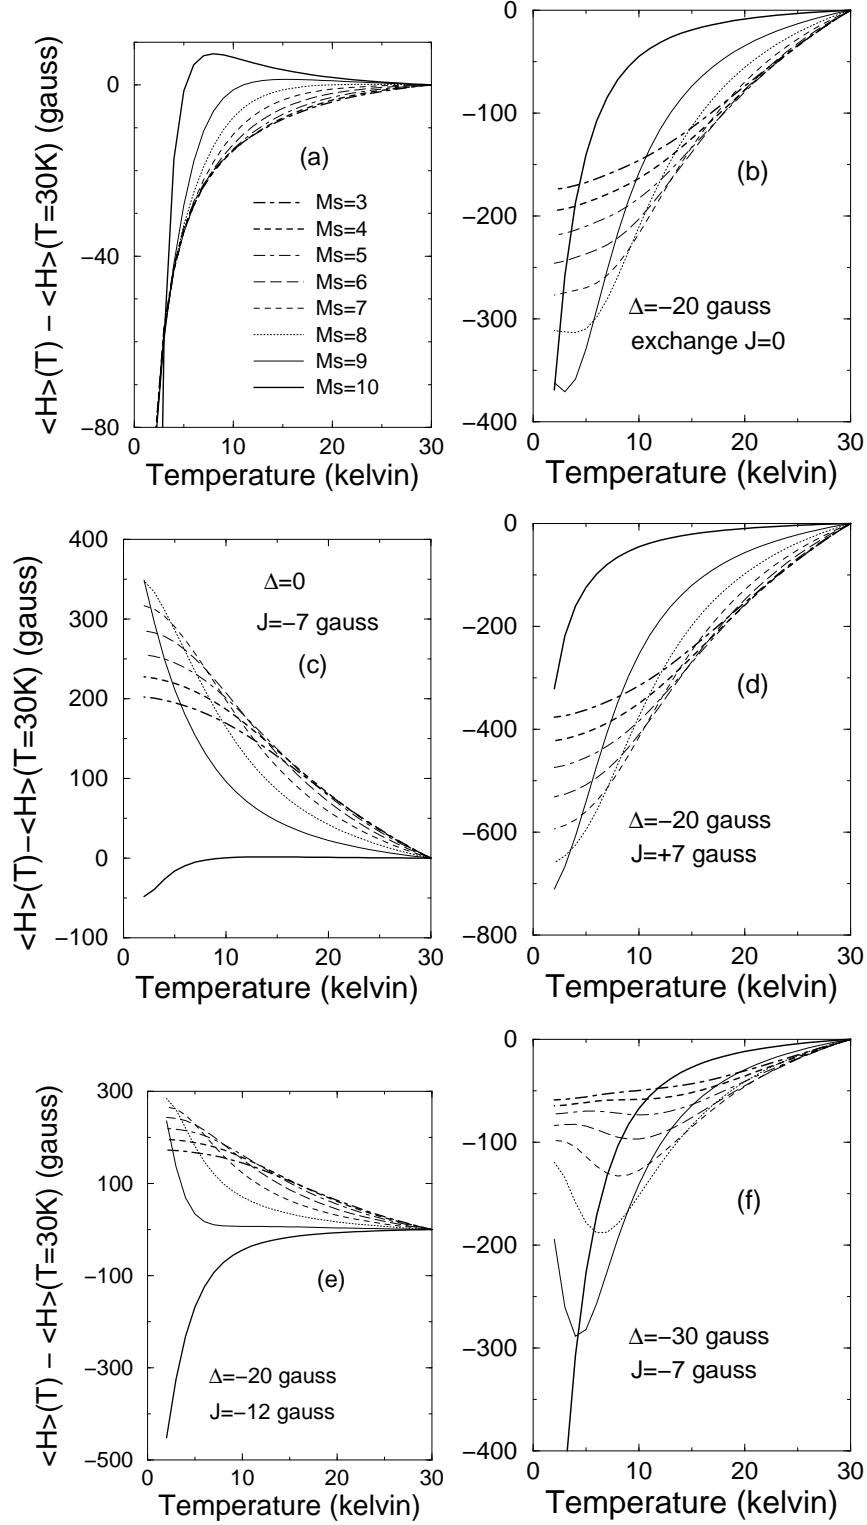 <H>(T) − <H>(T=30K) (gauss)
0
−40
−80
(a)
Ms=3
Ms=4
Ms=5
Ms=6
Ms=7
Ms=8
Ms=9
Ms=10
0 10 20 30
Temperature (kelvin)
0
−100
−200
−300
−400
(b)
Δ=−20 gauss
exchange J=0
0 10 20 30
Temperature (kelvin)
<H>(T)−<H>(T=30K) (gauss)
400
300
200
100
0
−100
Δ=0
J=−7 gauss
(c)
0 10 20 30
Temperature (kelvin)
0
−200
−400
−600
−800
(d)
Δ=−20 gauss
J=+7 gauss
0 10 20 30
Temperature (kelvin)
<H>(T) − <H>(T=30K) (gauss)
300
100
−100
−300
−500
(e)
Δ=−20 gauss
J=−12 gauss
0 10 20 30
Temperature (kelvin)
0
−100
−200
−300
−400
(f)
Δ=−30 gauss
J=−7 gauss
0 10 20 30
Temperature (kelvin)